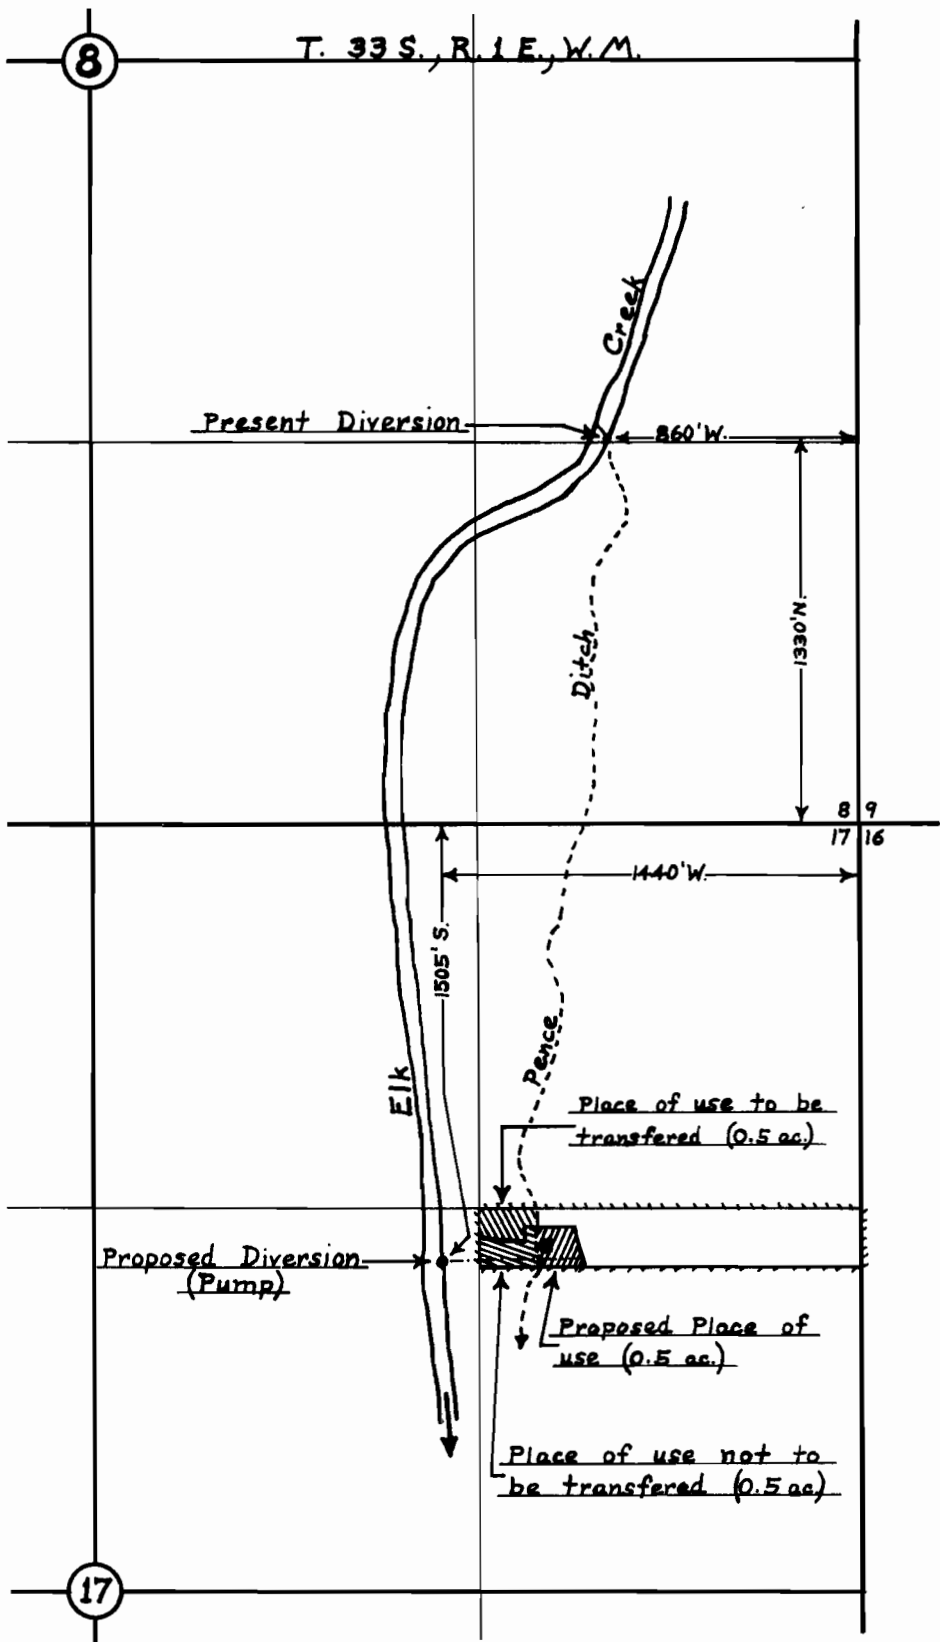 T. 33 S., R. 1 E., W. M.
8
Creek
Present Diversion
860' W.
1330' N.
Ditch
8 9
17 16
1440' W.
1505' S.
Pence
Elk
Place of use to be
transfered (0.5 ac.)
Proposed Diversion
(Pump)
Proposed Place of
use (0.5 ac.)
Place of use not to
be transfered (0.5 ac)
17